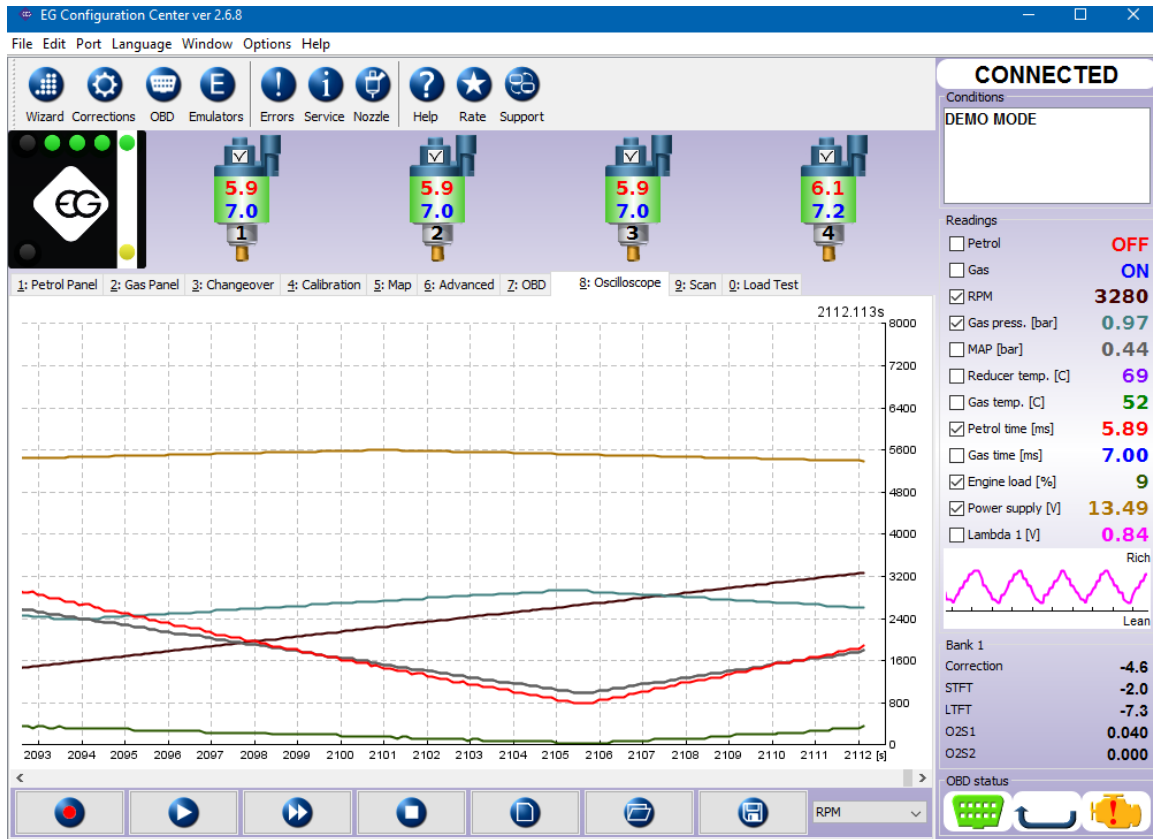 EG Configuration Center ver 2.6.8
File Edit Port Language Window Options Help
Wizard Corrections OBD Emulators Errors Service Nozzle Help Rate Support
E
EG
5.9
7.0
1
5.9
7.0
2
5.9
7.0
3
6.1
7.2
4
1: Petrol Panel 2: Gas Panel 3: Changeover 4: Calibration 5: Map 6: Advanced 7: OBD 8: Oscilloscope 9: Scan 0: Load Test
2112.113s
8000
7200
6400
5600
4800
4000
3200
2400
1600
800
0
2093 2094 2095 2096 2097 2098 2099 2100 2101 2102 2103 2104 2105 2106 2107 2108 2109 2110 2111 2112 [s]
RPM
CONNECTED
Conditions
DEMO MODE
Readings
Petrol OFF
Gas ON
RPM 3280
Gas press. [bar] 0.97
MAP [bar] 0.44
Reducer temp. [C] 69
Gas temp. [C] 52
Petrol time [ms] 5.89
Gas time [ms] 7.00
Engine load [%] 9
Power supply [V] 13.49
Lambda 1 [V] 0.84
Rich
Lean
Bank 1
Correction -4.6
STFT -2.0
LTFT -7.3
O2S1 0.040
O2S2 0.000
OBD status